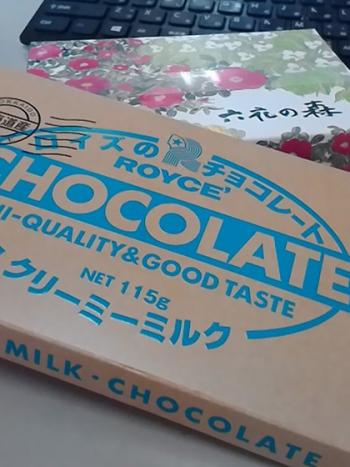 六花の森
ロイズの チョコレート
ROYCE'
CHOCOLATE
QUALITY&GOOD TASTE
NET 115g
クリーミーミルク
MILK・CHOCOLATE